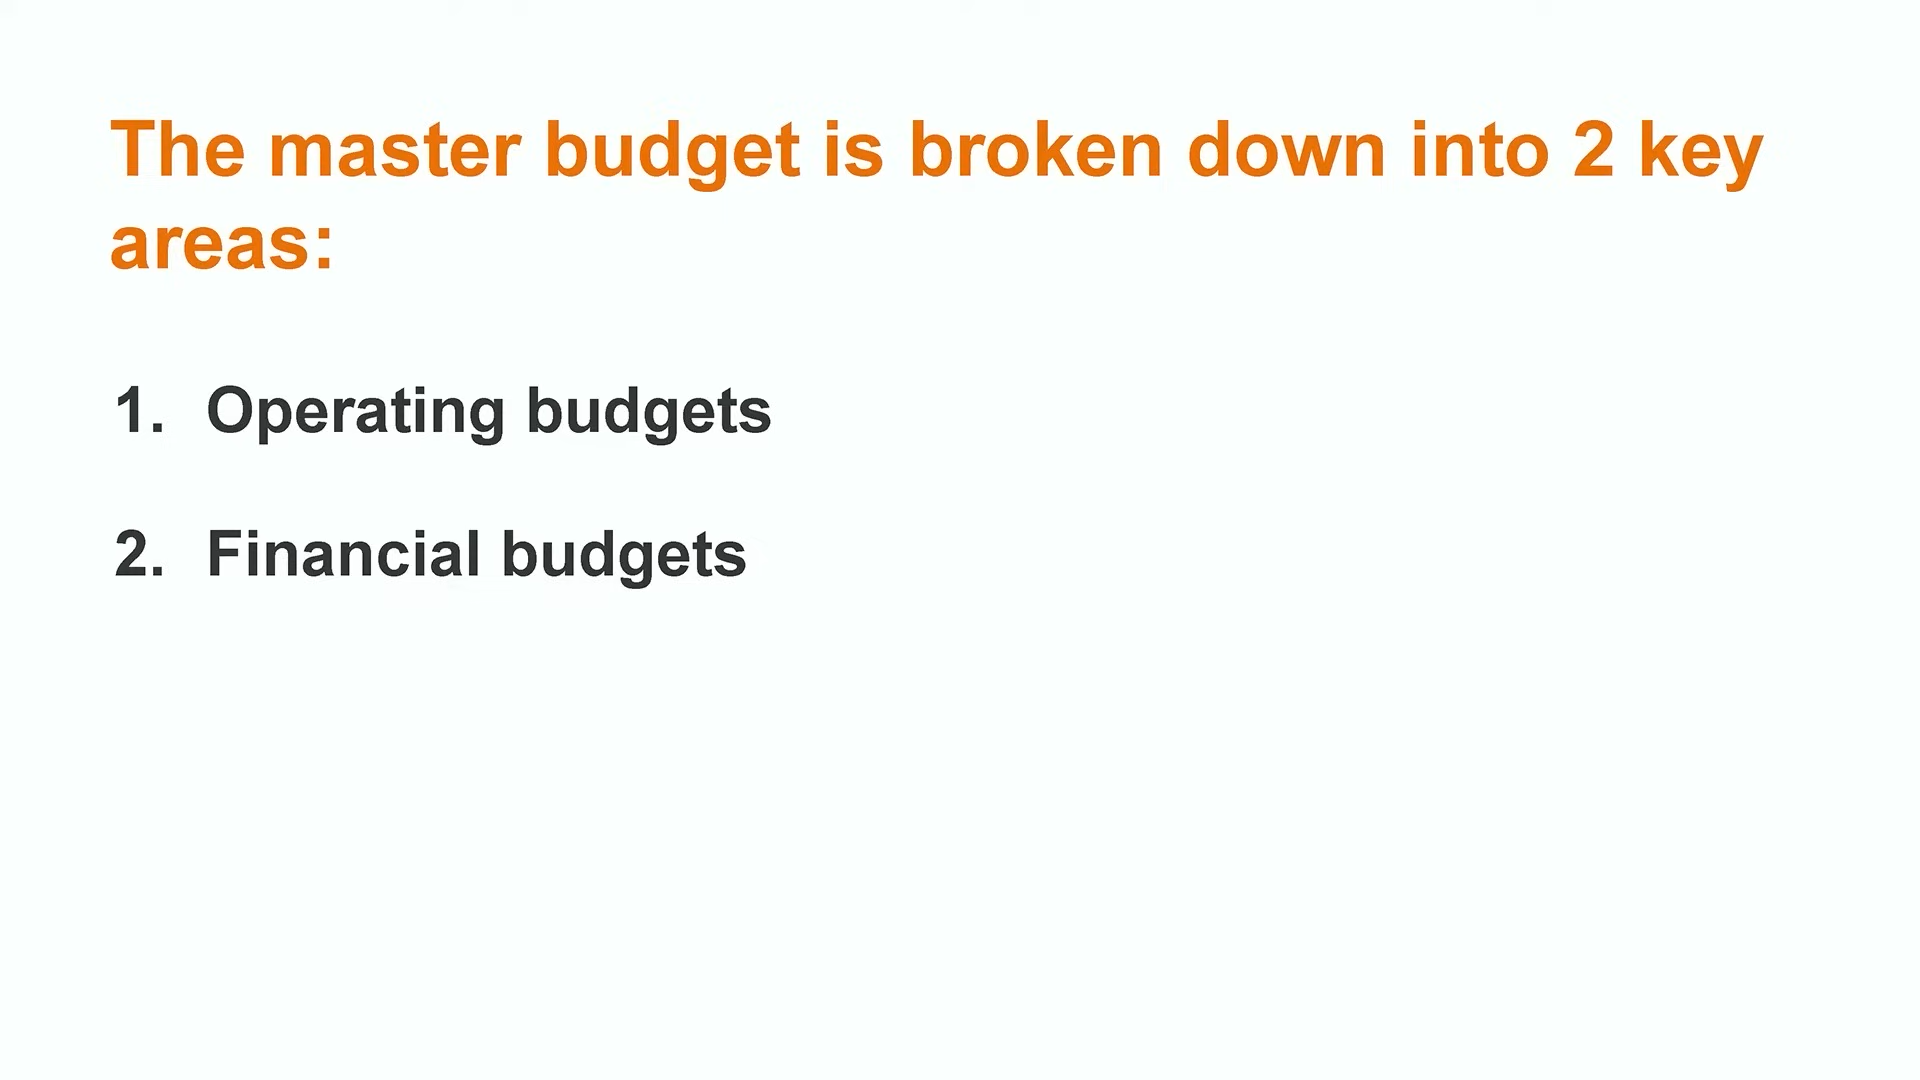 The master budget is broken down into 2 key
areas:
1. Operating budgets
2. Financial budgets